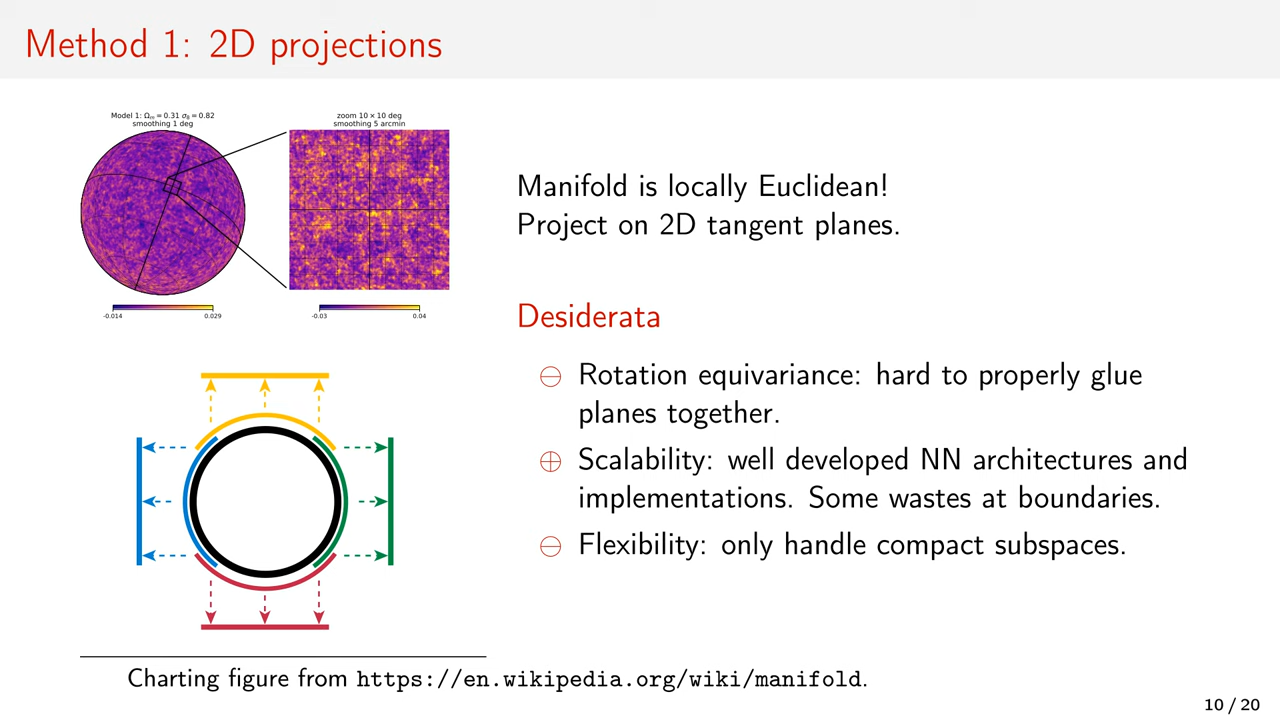 Method 1: 2D projections
Model 1: Ωm = 0.31 σ8 = 0.82
smoothing 1 deg
zoom 10 × 10 deg
smoothing 5 arcmin
-0.014
0.029
-0.03
0.04
Manifold is locally Euclidean!
Project on 2D tangent planes.
Desiderata
⊖ Rotation equivariance: hard to properly glue
planes together.
⊕ Scalability: well developed NN architectures and
implementations. Some wastes at boundaries.
⊖ Flexibility: only handle compact subspaces.
Charting figure from https://en.wikipedia.org/wiki/manifold.
10 / 20